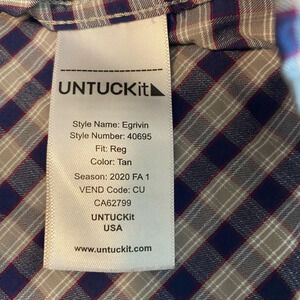 UNTUCKit
Style Name: Egrivin
Style Number: 40695
Fit: Reg
Color: Tan
Season: 2020 FA 1
VEND Code: CU
CA62799
UNTUCKit
USA
www.untuckit.com